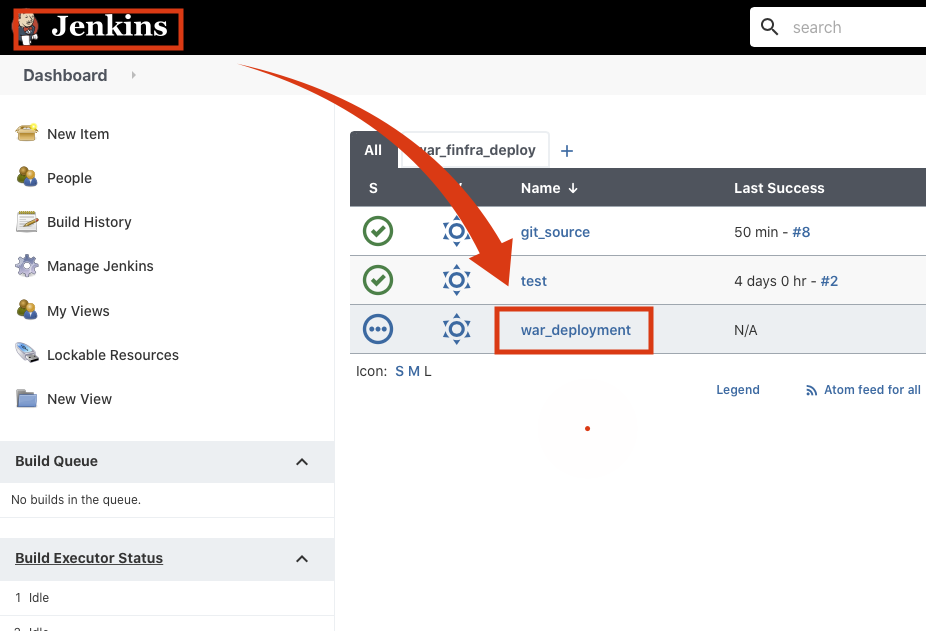 Jenkins
search
Dashboard
New Item
People
Build History
Manage Jenkins
My Views
Lockable Resources
New View
Build Queue
No builds in the queue.
Build Executor Status
1 Idle
2 Idle
All
war_finfra_deploy
+
S Name ↓ Last Success
git_source 50 min - #8
test 4 days 0 hr - #2
war_deployment N/A
Icon: S M L
Legend
Atom feed for all